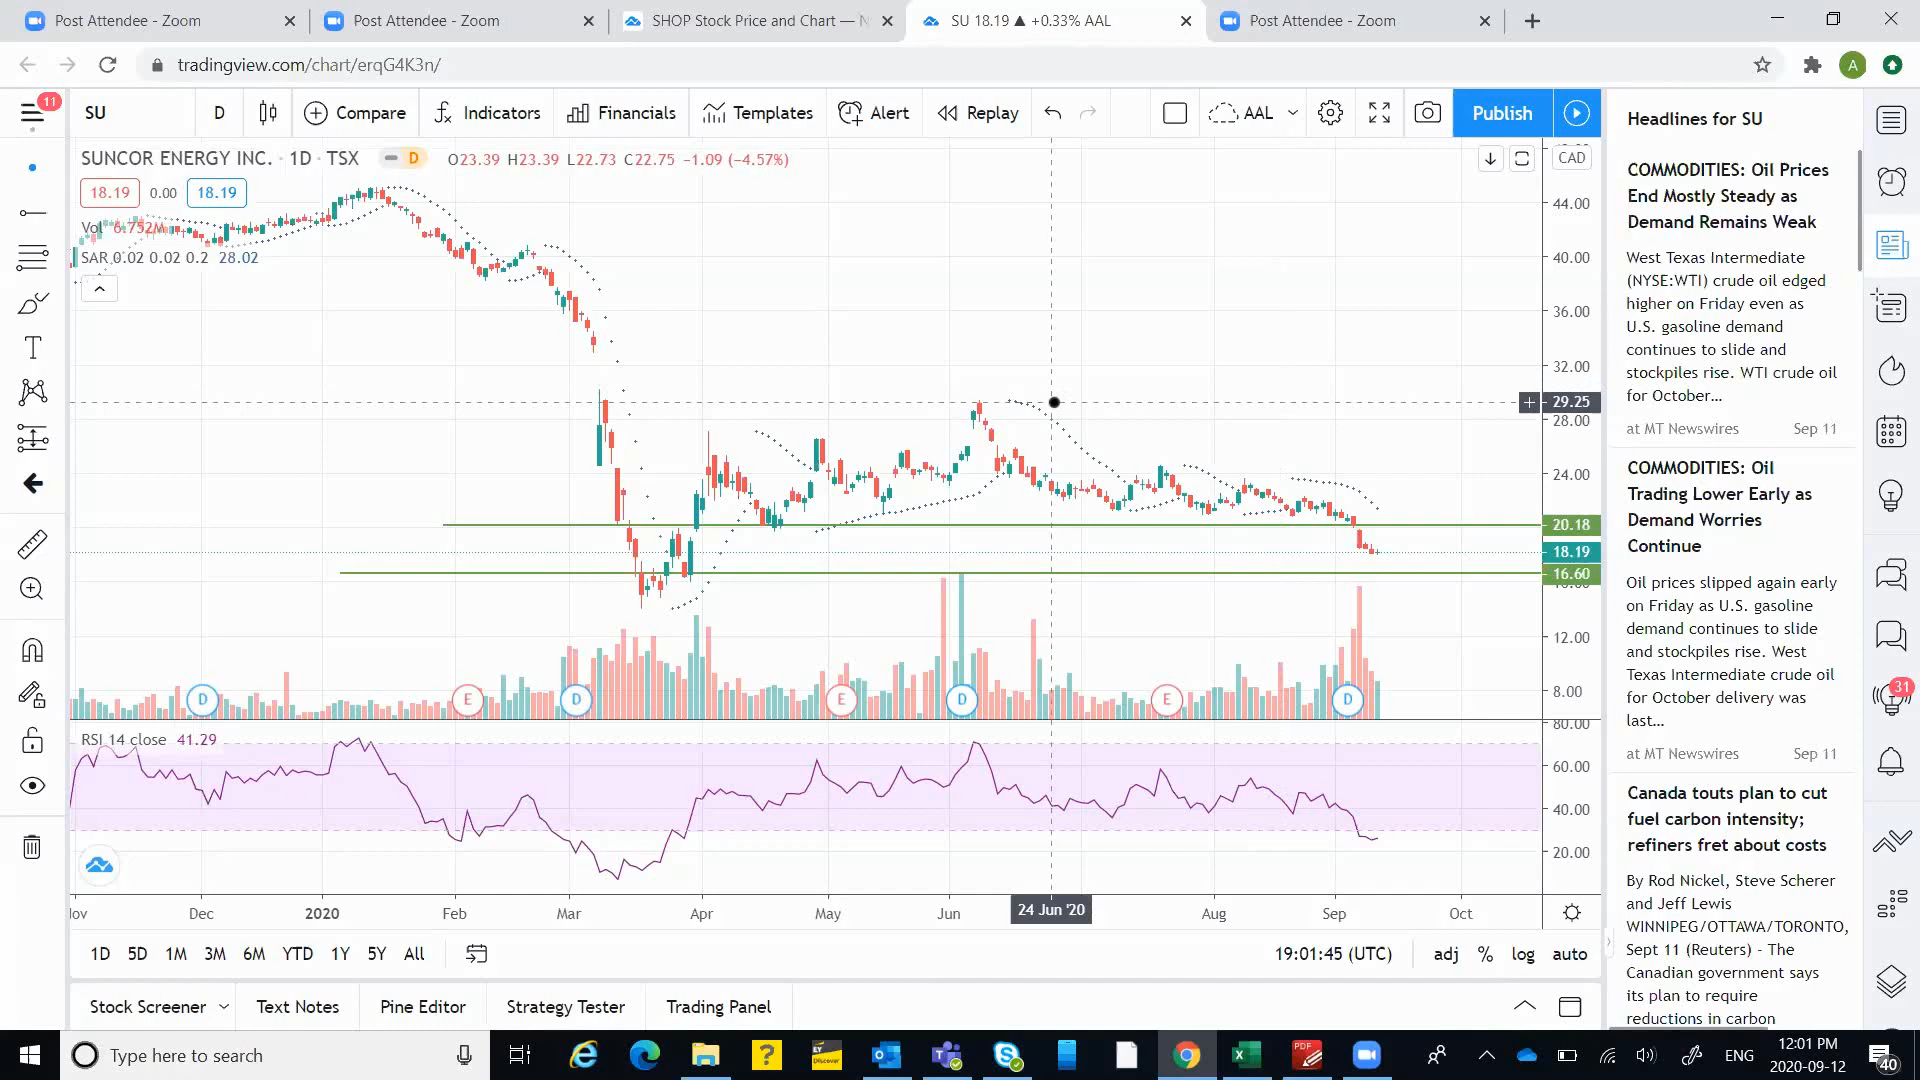 Post Attendee - Zoom
Post Attendee - Zoom
SHOP Stock Price and Chart — N
SU 18.19 ▲ +0.33% AAL
Post Attendee - Zoom
tradingview.com/chart/erqG4K3n/
A
11
SU
D
Compare
Indicators
Financials
Templates
Alert
Replay
AAL
Publish
SUNCOR ENERGY INC. · 1D · TSX
D
O23.39 H23.39 L22.73 C22.75 −1.09 (−4.57%)
CAD
18.19
0.00
18.19
Vol 6.752M
SAR 0.02 0.02 0.2 28.02
44.00
40.00
36.00
32.00
29.25
28.00
24.00
20.18
18.19
16.60
12.00
8.00
D
E
D
E
D
E
D
RSI 14 close 41.29
80.00
60.00
40.00
20.00
Dec
2020
Feb
Mar
Apr
May
Jun
24 Jun '20
Aug
Sep
Oct
1D
5D
1M
3M
6M
YTD
1Y
5Y
All
19:01:45 (UTC)
adj
%
log
auto
Stock Screener
Text Notes
Pine Editor
Strategy Tester
Trading Panel
Headlines for SU
COMMODITIES: Oil Prices
End Mostly Steady as
Demand Remains Weak
West Texas Intermediate
(NYSE:WTI) crude oil edged
higher on Friday even as
U.S. gasoline demand
continues to slide and
stockpiles rise. WTI crude oil
for October...
at MT Newswires
Sep 11
COMMODITIES: Oil
Trading Lower Early as
Demand Worries
Continue
Oil prices slipped again early
on Friday as U.S. gasoline
demand continues to slide
and stockpiles rise. West
Texas Intermediate crude oil
for October delivery was
last...
at MT Newswires
Sep 11
Canada touts plan to cut
fuel carbon intensity;
refiners fret about costs
By Rod Nickel, Steve Scherer
and Jeff Lewis
WINNIPEG/OTTAWA/TORONTO,
Sept 11 (Reuters) - The
Canadian government says
its plan to require
reductions in carbon
31
Type here to search
EY
Discover
PDF
ENG
12:01 PM
2020-09-12
40